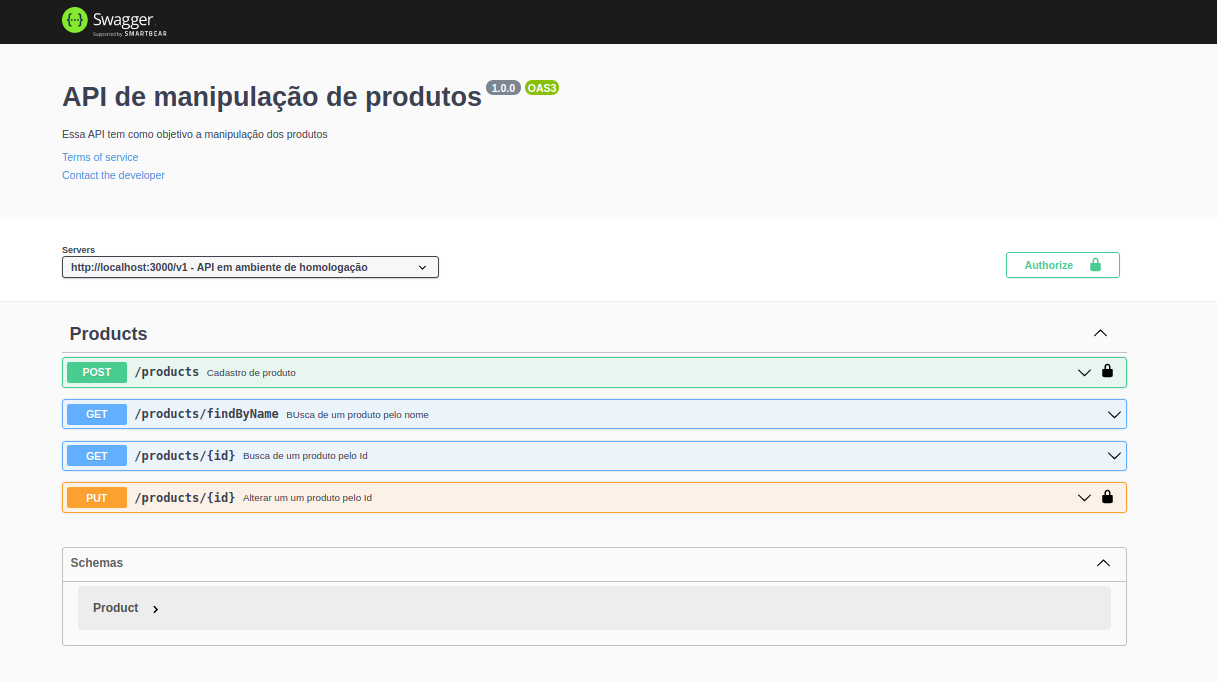 {...} Swagger.
Supported by SMARTBEAR
API de manipulação de produtos 1.0.0 OAS3
Essa API tem como objetivo a manipulação dos produtos
Terms of service
Contact the developer
Servers
http://localhost:3000/v1 - API em ambiente de homologação
Authorize
Products
POST /products Cadastro de produto
GET /products/findByName BUsca de um produto pelo nome
GET /products/{id} Busca de um produto pelo Id
PUT /products/{id} Alterar um um produto pelo Id
Schemas
Product